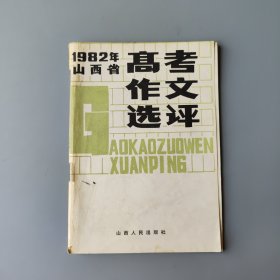 1982年
山西省
高考
作文
选评
GAOKAOZUOWEN
XUANPING
山西人民出版社